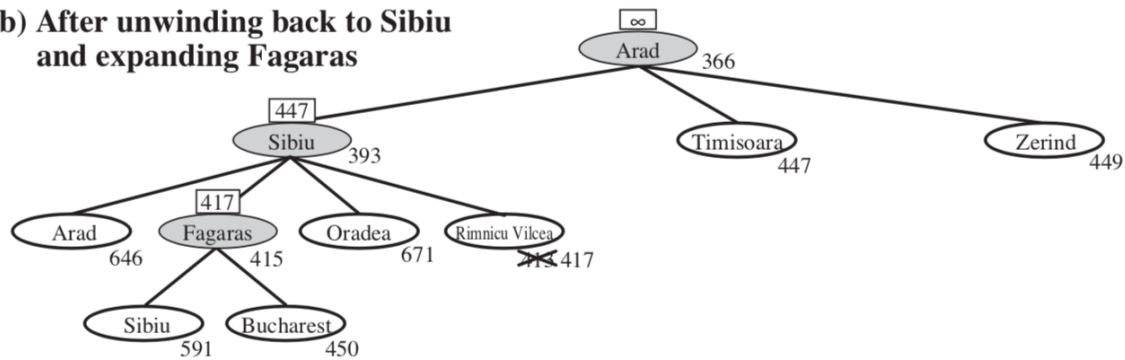 b) After unwinding back to Sibiu
and expanding Fagaras
∞
Arad
366
447
Sibiu
393
Timisoara
447
Zerind
449
417
Arad
646
Fagaras
415
Oradea
671
Rimnicu Vilcea
413 417
Sibiu
591
Bucharest
450